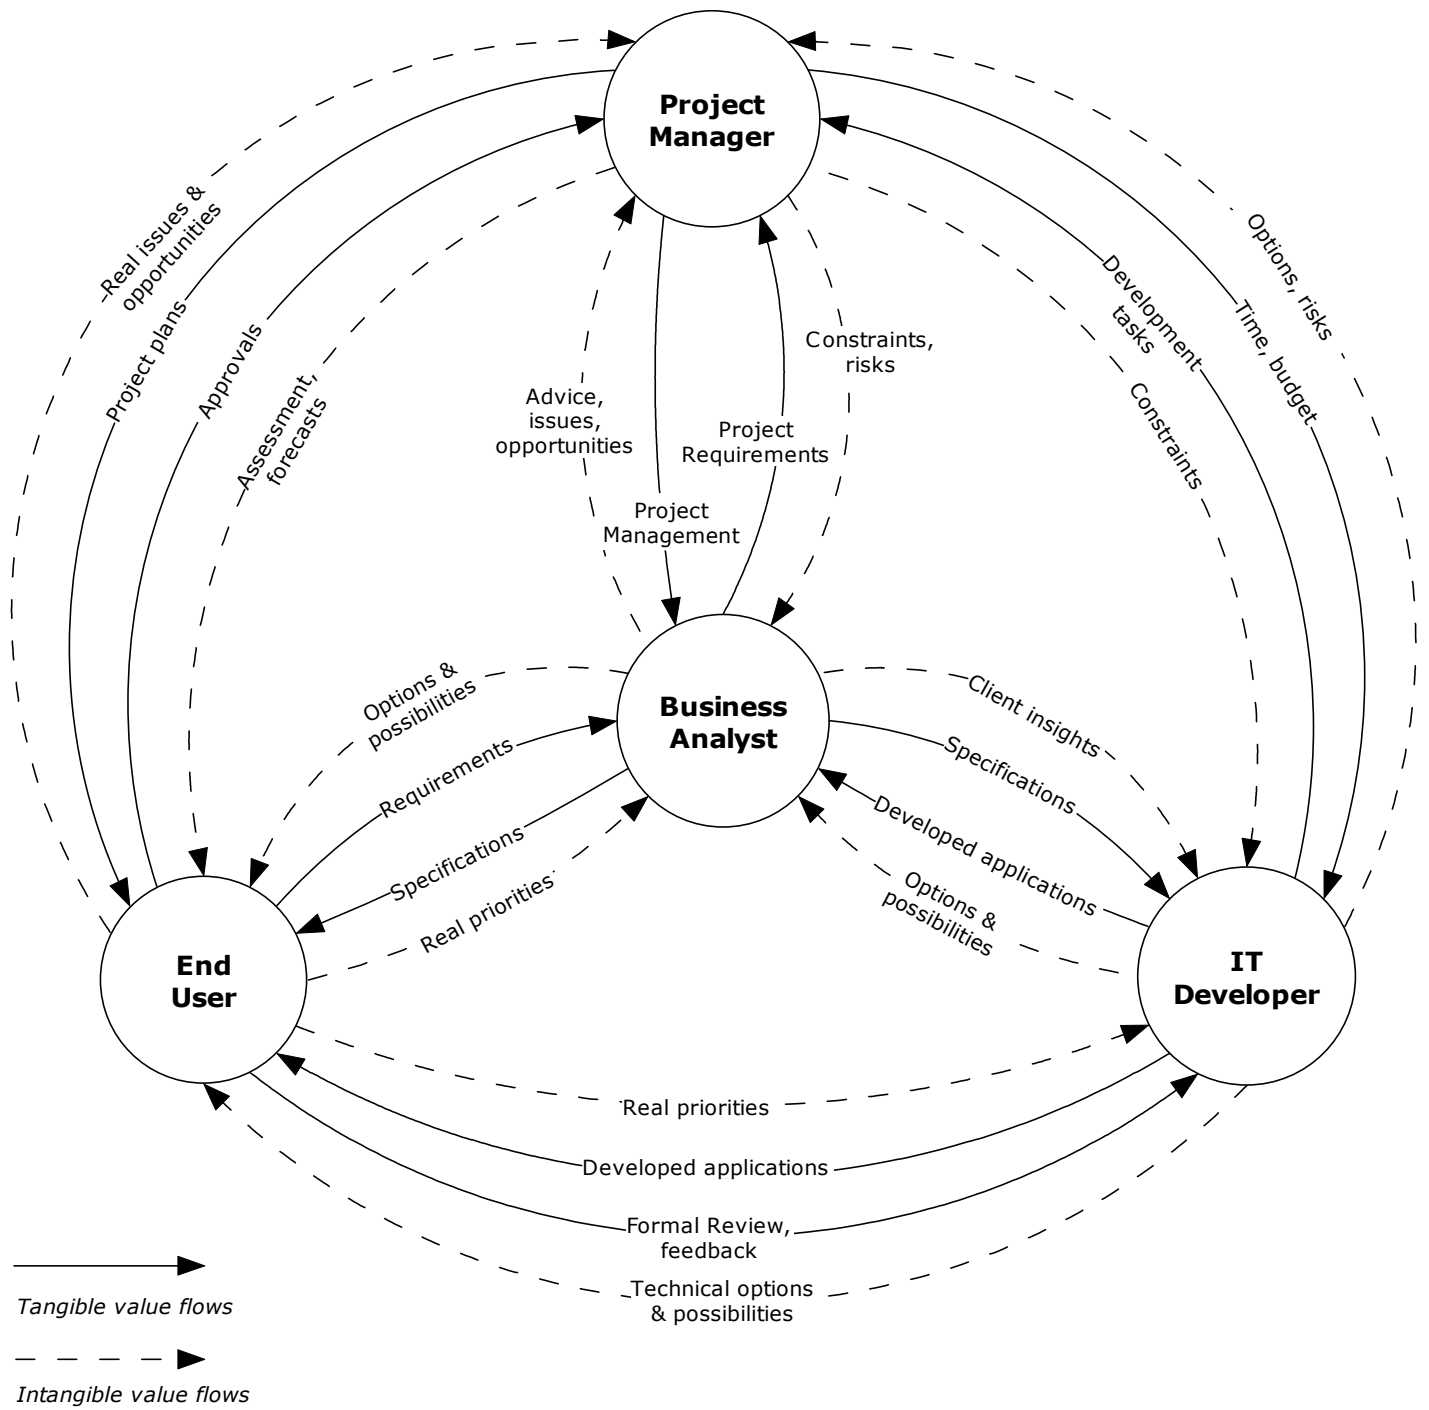 Project
Manager
Real issues &
opportunities
Project plans
Approvals
Assessment,
forecasts
Advice,
issues,
opportunities
Project
Management
Project
Requirements
Constraints,
risks
Development
tasks
Constraints
Time, budget
Options, risks
Business
Analyst
Options &
possibilities
Requirements
Specifications
Real priorities
Client insights
Specifications
Developed applications
Options &
possibilities
End
User
IT
Developer
Real priorities
Developed applications
Formal Review,
feedback
Technical options
& possibilities
Tangible value flows
Intangible value flows